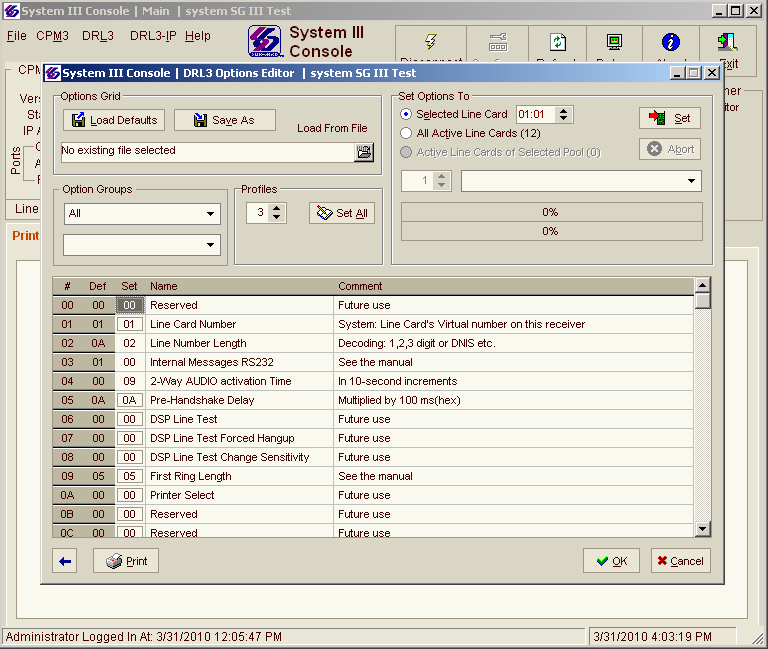 System III Console | Main | system SG III Test
File CPM3 DRL3 DRL3-IP Help
System III
Console
Exit
System III Console | DRL3 Options Editor | system SG III Test
CPM
IP A
Ports
Line
Print
Options Grid
Load Defaults Save As Load From File
No existing file selected
Option Groups
All
Profiles
3 Set All
Set Options To
Selected Line Card 01:01 Set
All Active Line Cards (12)
Active Line Cards of Selected Pool (0) Abort
1
0%
0%
# Def Set Name Comment
00 00 00 Reserved Future use
01 01 01 Line Card Number System: Line Card's Virtual number on this receiver
02 0A 02 Line Number Length Decoding: 1,2,3 digit or DNIS etc.
03 01 00 Internal Messages RS232 See the manual
04 00 09 2-Way AUDIO activation Time In 10-second increments
05 0A 0A Pre-Handshake Delay Multiplied by 100 ms(hex)
06 00 00 DSP Line Test Future use
07 00 00 DSP Line Test Forced Hangup Future use
08 00 00 DSP Line Test Change Sensitivity Future use
09 05 05 First Ring Length See the manual
0A 00 00 Printer Select Future use
0B 00 00 Reserved Future use
0C 00 00 Reserved Future use
Print OK Cancel
Administrator Logged In At: 3/31/2010 12:05:47 PM 3/31/2010 4:03:19 PM